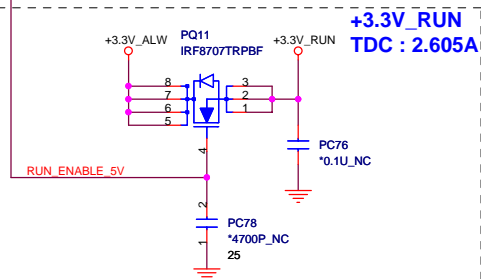 +3.3V_RUN
TDC : 2.605A
PQ11
IRF8707TRPBF
+3.3V_ALW
+3.3V_RUN
8
7
6
5
3
2
1
4
PC76
*0.1U_NC
RUN_ENABLE_5V
2
1
PC78
*4700P_NC
25